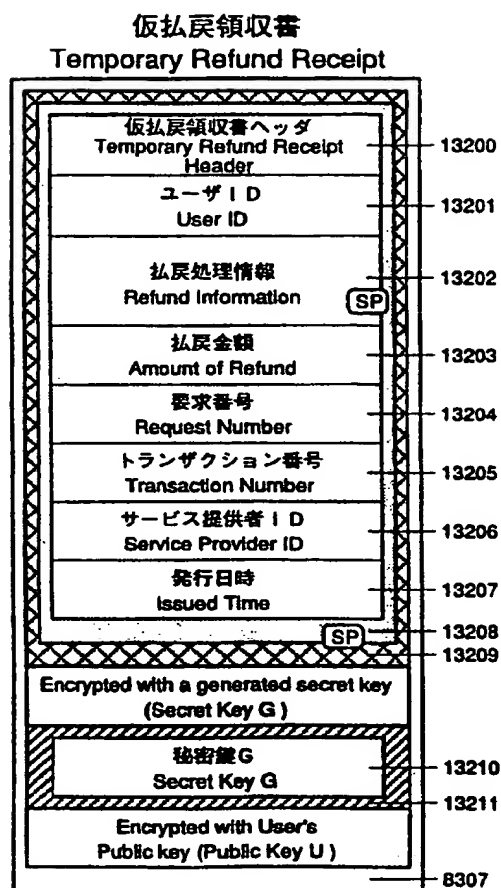 仮払戻領収書
Temporary Refund Receipt
仮払戻領収書ヘッダ
Temporary Refund Receipt
Header
13200
ユーザID
User ID
13201
払戻処理情報
Refund Information
SP
13202
払戻金額
Amount of Refund
13203
要求番号
Request Number
13204
トランザクション番号
Transaction Number
13205
サービス提供者ID
Service Provider ID
13206
発行日時
Issued Time
13207
SP
13208
13209
Encrypted with a generated secret key
(Secret Key G )
秘密鍵G
Secret Key G
13210
13211
Encrypted with User's
Public key (Public Key U )
8307